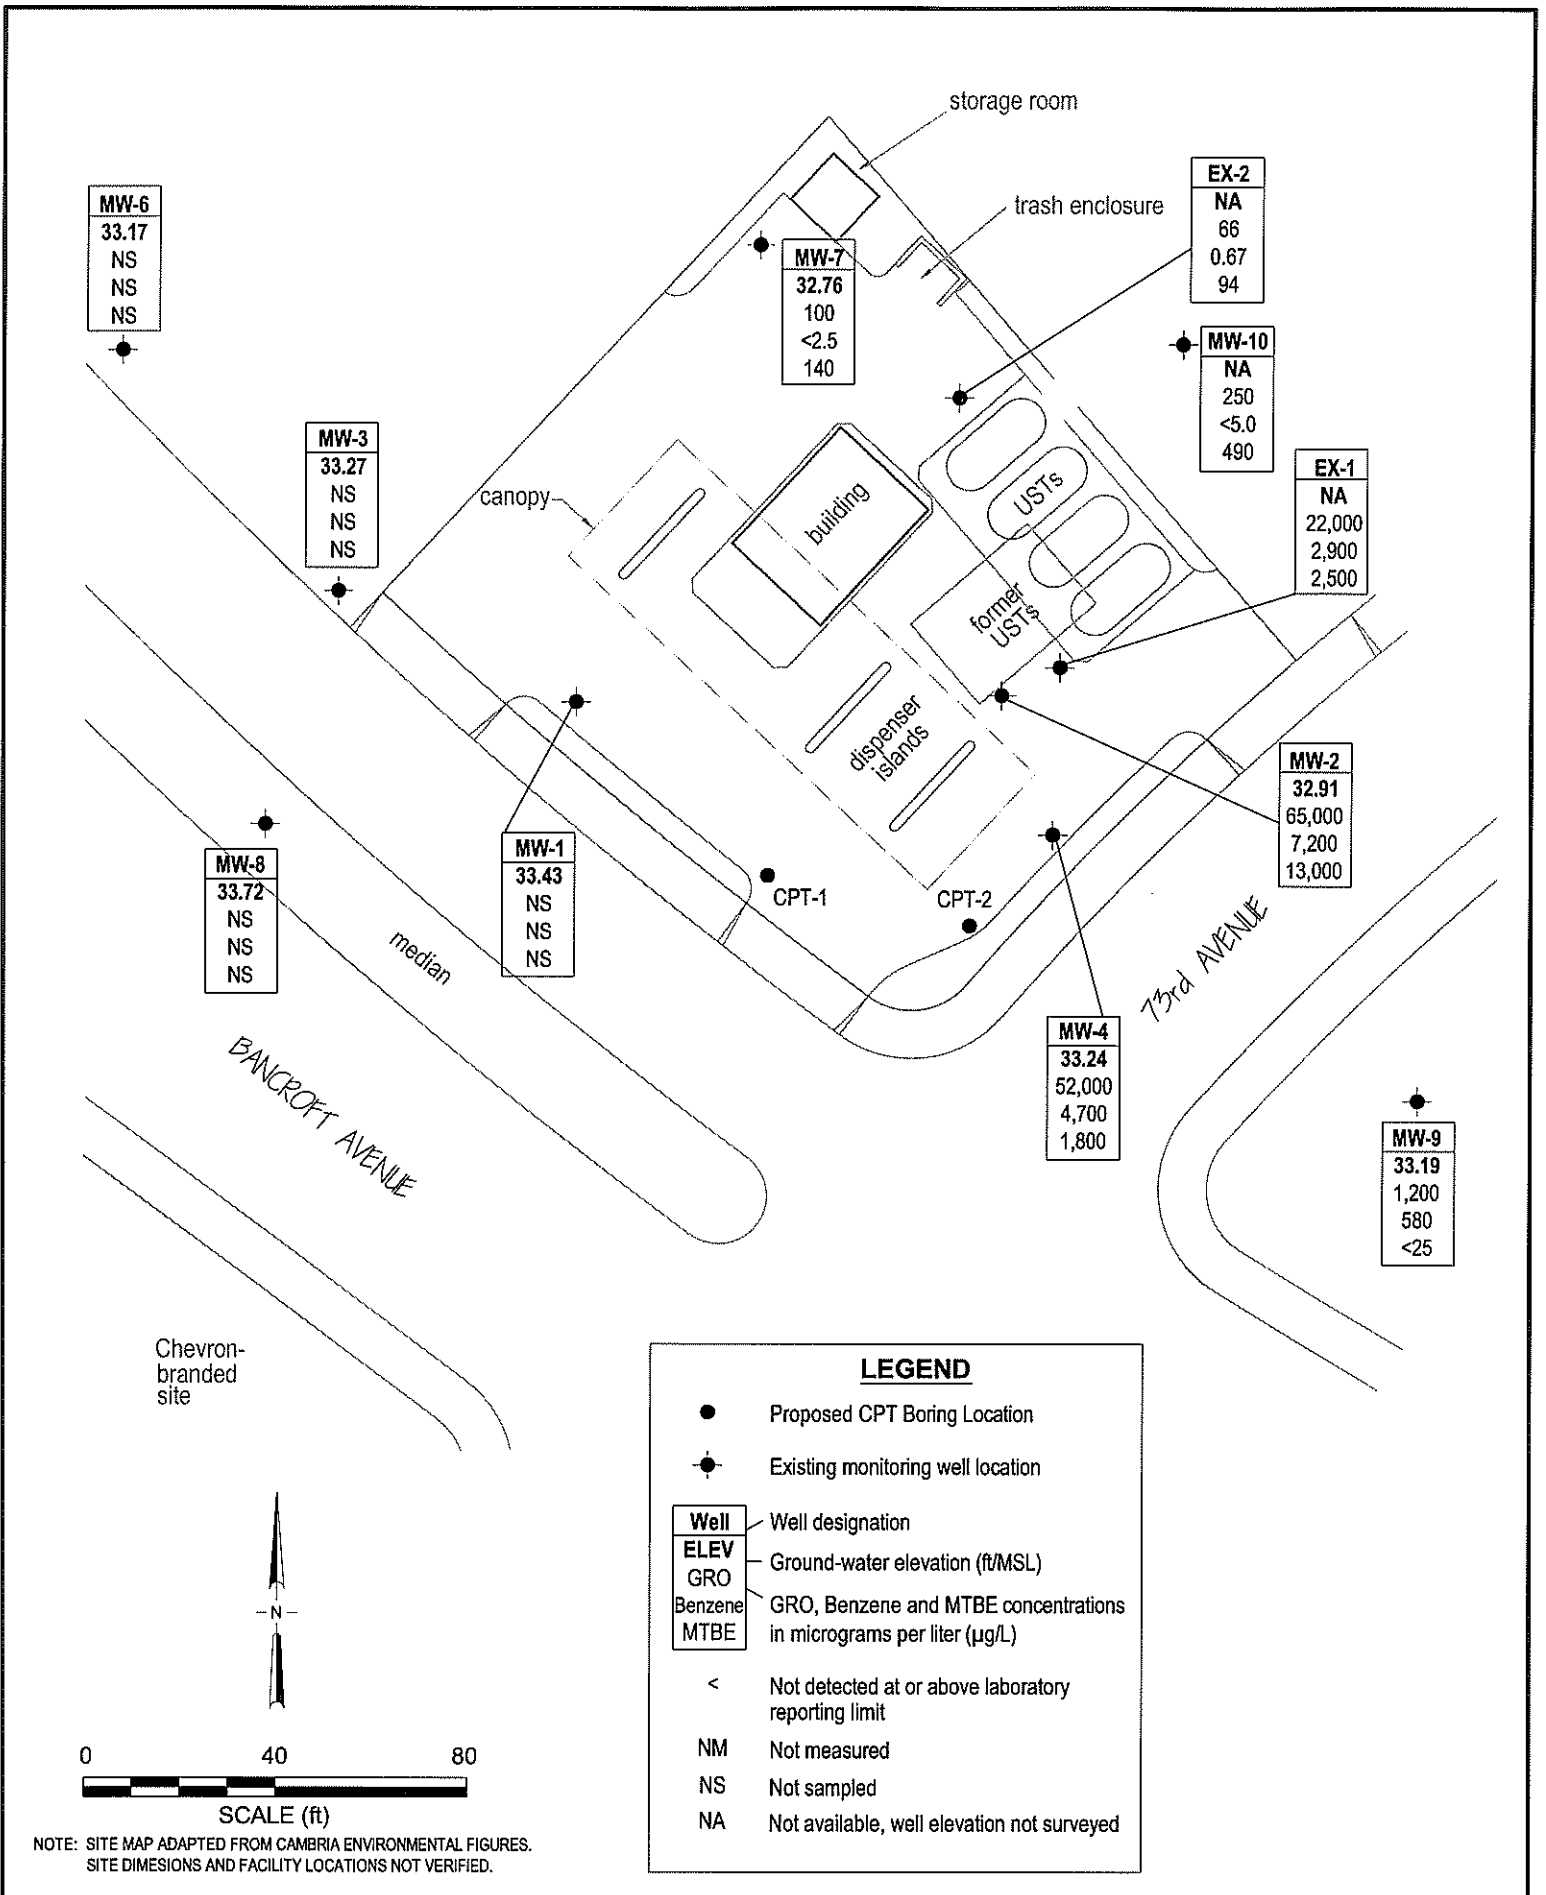 storage room
trash enclosure
EX-2
NA
66
0.67
94
MW-6
33.17
NS
NS
NS
MW-7
32.76
100
<2.5
140
MW-10
NA
250
<5.0
490
MW-3
33.27
NS
NS
NS
EX-1
NA
22,000
2,900
2,500
canopy
building
USTs
former
USTs
dispenser
islands
MW-2
32.91
65,000
7,200
13,000
MW-8
33.72
NS
NS
NS
MW-1
33.43
NS
NS
NS
CPT-1
CPT-2
median
73rd AVENUE
MW-4
33.24
52,000
4,700
1,800
BANCROFT AVENUE
MW-9
33.19
1,200
580
<25
Chevron-
branded
site
N
0 40 80
SCALE (ft)
NOTE: SITE MAP ADAPTED FROM CAMBRIA ENVIRONMENTAL FIGURES.
SITE DIMESIONS AND FACILITY LOCATIONS NOT VERIFIED.
LEGEND
Proposed CPT Boring Location
Existing monitoring well location
Well
ELEV
GRO
Benzene
MTBE
Well designation
Ground-water elevation (ft/MSL)
GRO, Benzene and MTBE concentrations
in micrograms per liter (µg/L)
< Not detected at or above laboratory
reporting limit
NM Not measured
NS Not sampled
NA Not available, well elevation not surveyed